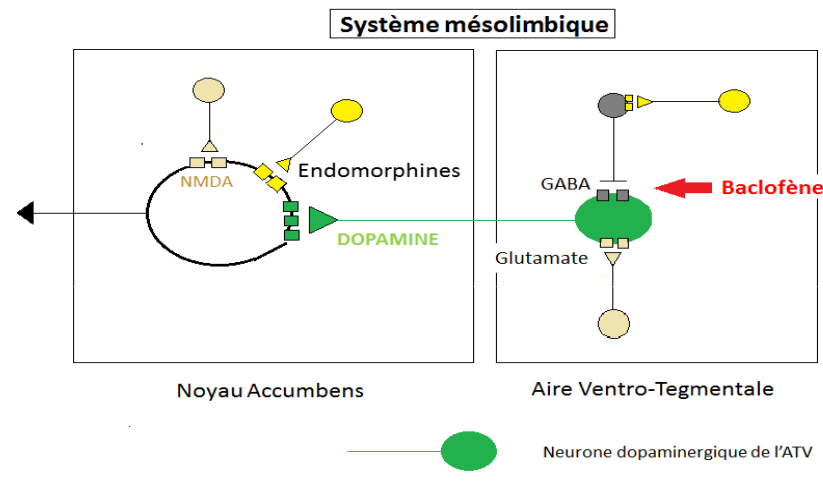 Système mésolimbique
NMDA
Endomorphines
DOPAMINE
GABA
Baclofène
Glutamate
Noyau Accumbens
Aire Ventro-Tegmentale
Neurone dopaminergique de l'ATV